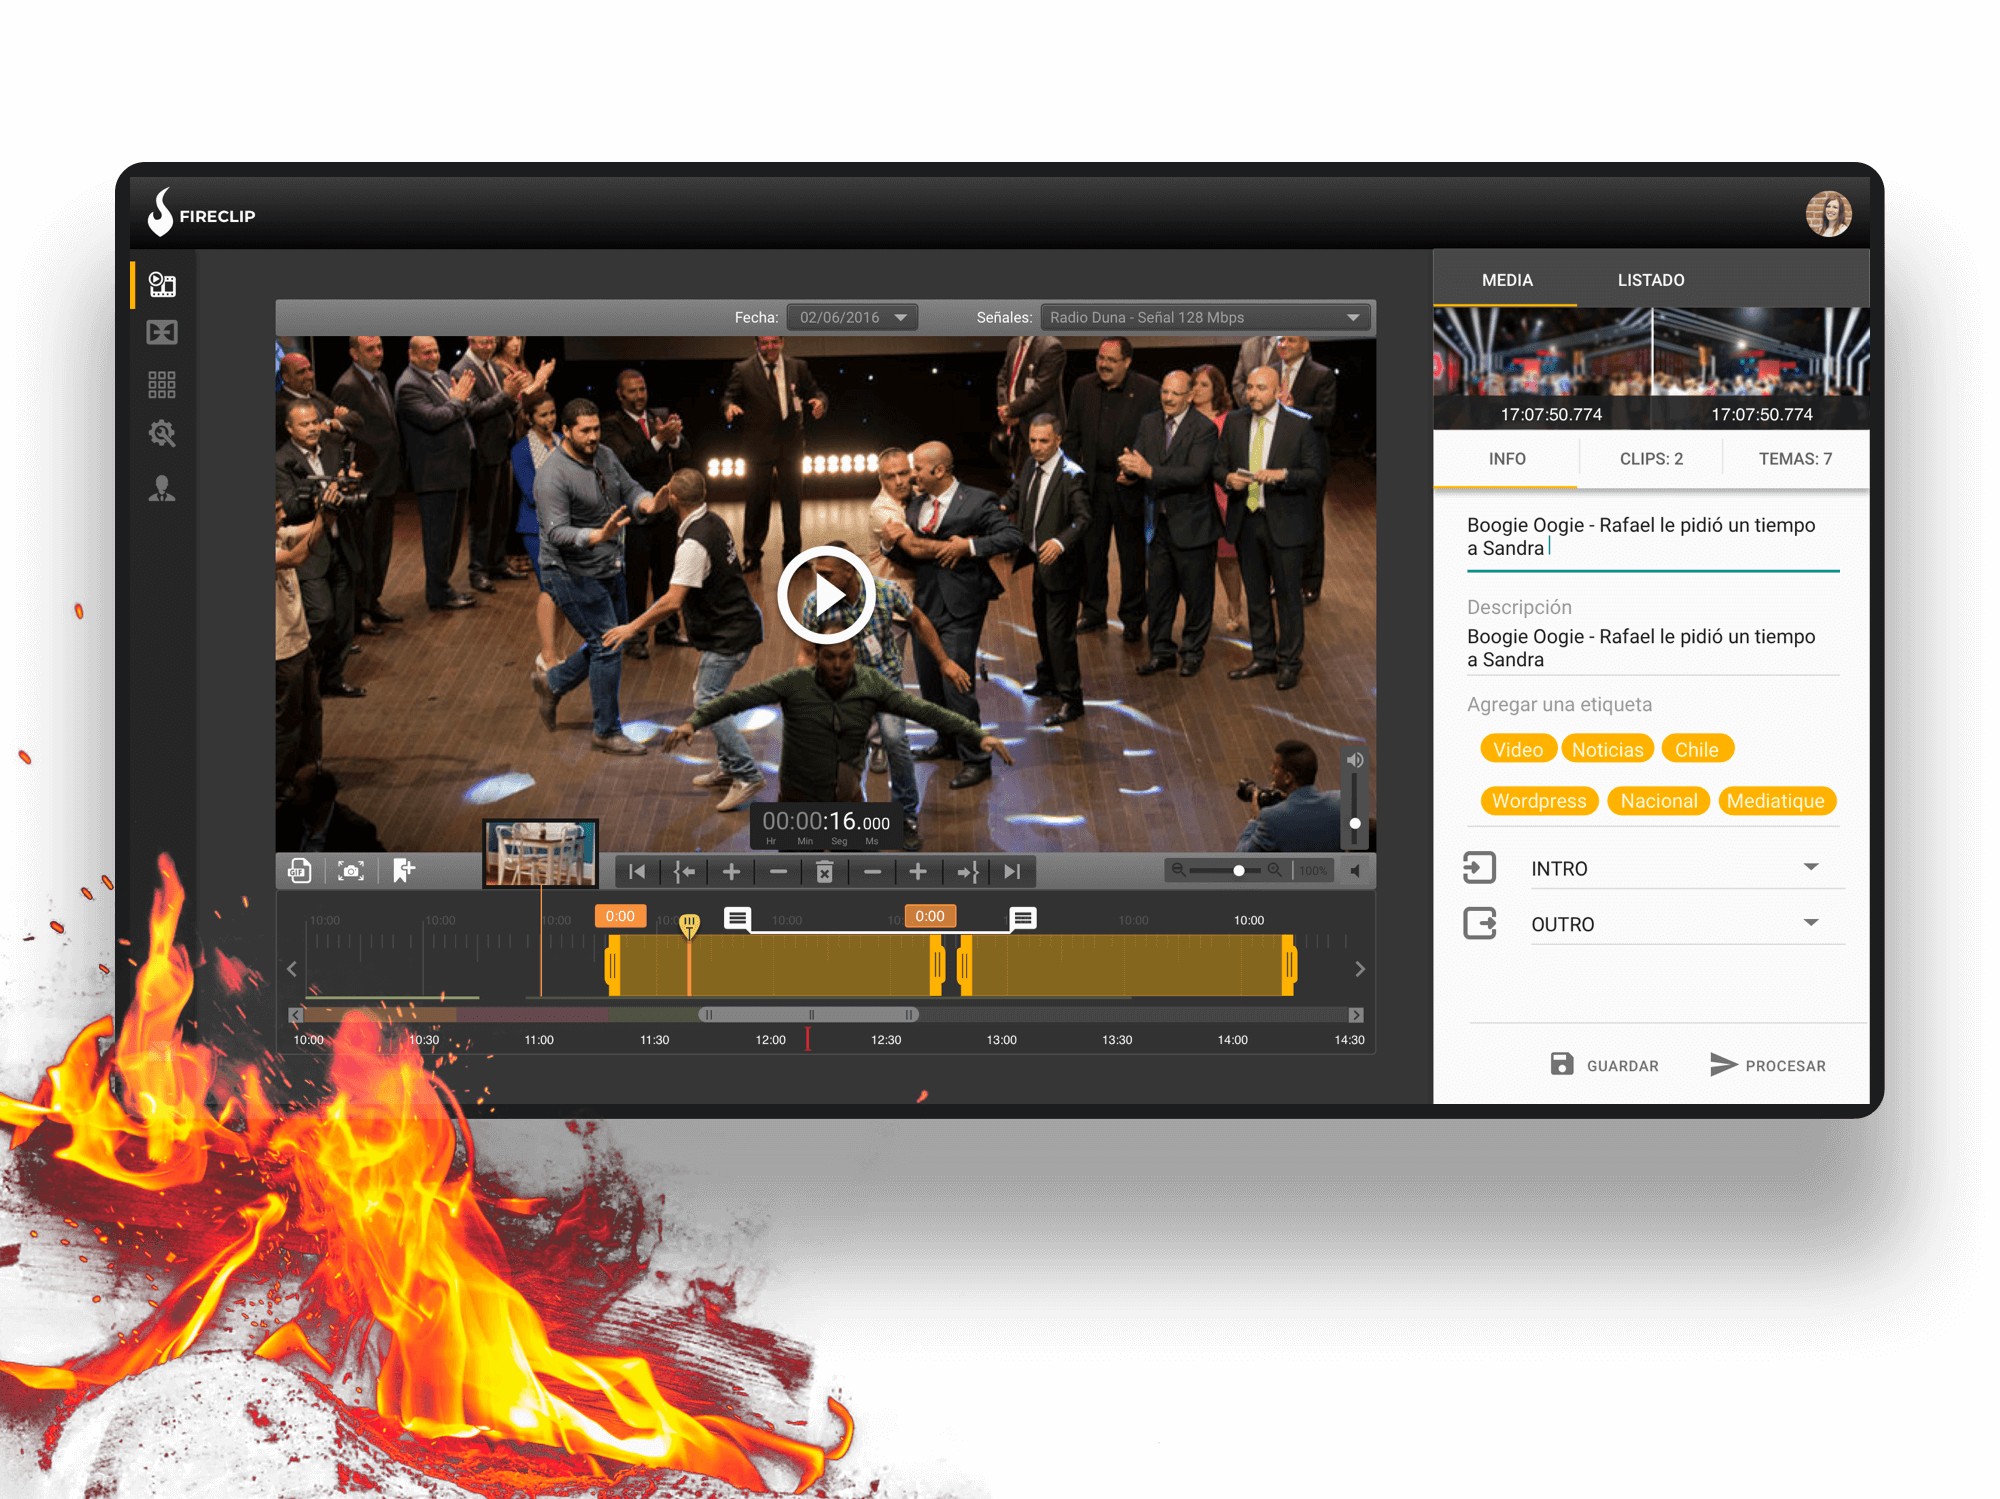 FIRECLIP
Fecha: 02/06/2016 Señales: Radio Duna - Señal 128 Mbps
MEDIA LISTADO
17:07:50.774 17:07:50.774
INFO CLIPS: 2 TEMAS: 7
Boogie Oogie - Rafael le pidió un tiempo
a Sandra
Descripción
Boogie Oogie - Rafael le pidió un tiempo
a Sandra
Agregar una etiqueta
Video Noticias Chile
Wordpress Nacional Mediatique
INTRO
OUTRO
GUARDAR PROCESAR
00:00:16.000
Hr Min Seg Ms
GIF
100%
10:00 10:00 10:00 0:00 10:00 0:00 10:00 10:00
10:00 10:30 11:00 11:30 12:00 12:30 13:00 13:30 14:00 14:30